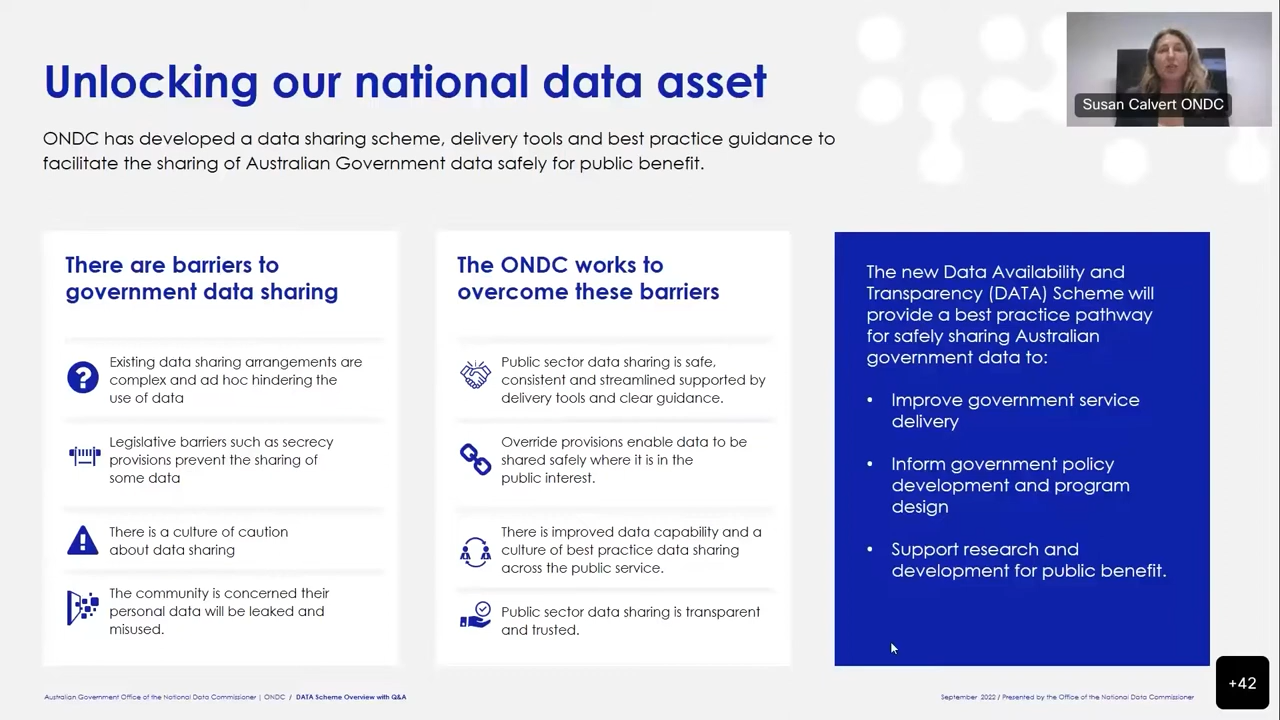 Unlocking our national data asset
ONDC has developed a data sharing scheme, delivery tools and best practice guidance to
facilitate the sharing of Australian Government data safely for public benefit.
Susan Calvert ONDC
There are barriers to
government data sharing
Existing data sharing arrangements are
complex and ad hoc hindering the
use of data
Legislative barriers such as secrecy
provisions prevent the sharing of
some data
There is a culture of caution
about data sharing
The community is concerned their
personal data will be leaked and
misused.
The ONDC works to
overcome these barriers
Public sector data sharing is safe,
consistent and streamlined supported by
delivery tools and clear guidance.
Override provisions enable data to be
shared safely where it is in the
public interest.
There is improved data capability and a
culture of best practice data sharing
across the public service.
Public sector data sharing is transparent
and trusted.
The new Data Availability and
Transparency (DATA) Scheme will
provide a best practice pathway
for safely sharing Australian
government data to:
• Improve government service
delivery
• Inform government policy
development and program
design
• Support research and
development for public benefit.
Australian Government Office of the National Data Commissioner | ONDC / DATA Scheme Overview with Q&A
September 2022 / Presented by the Office of the National Data Commissioner
+42